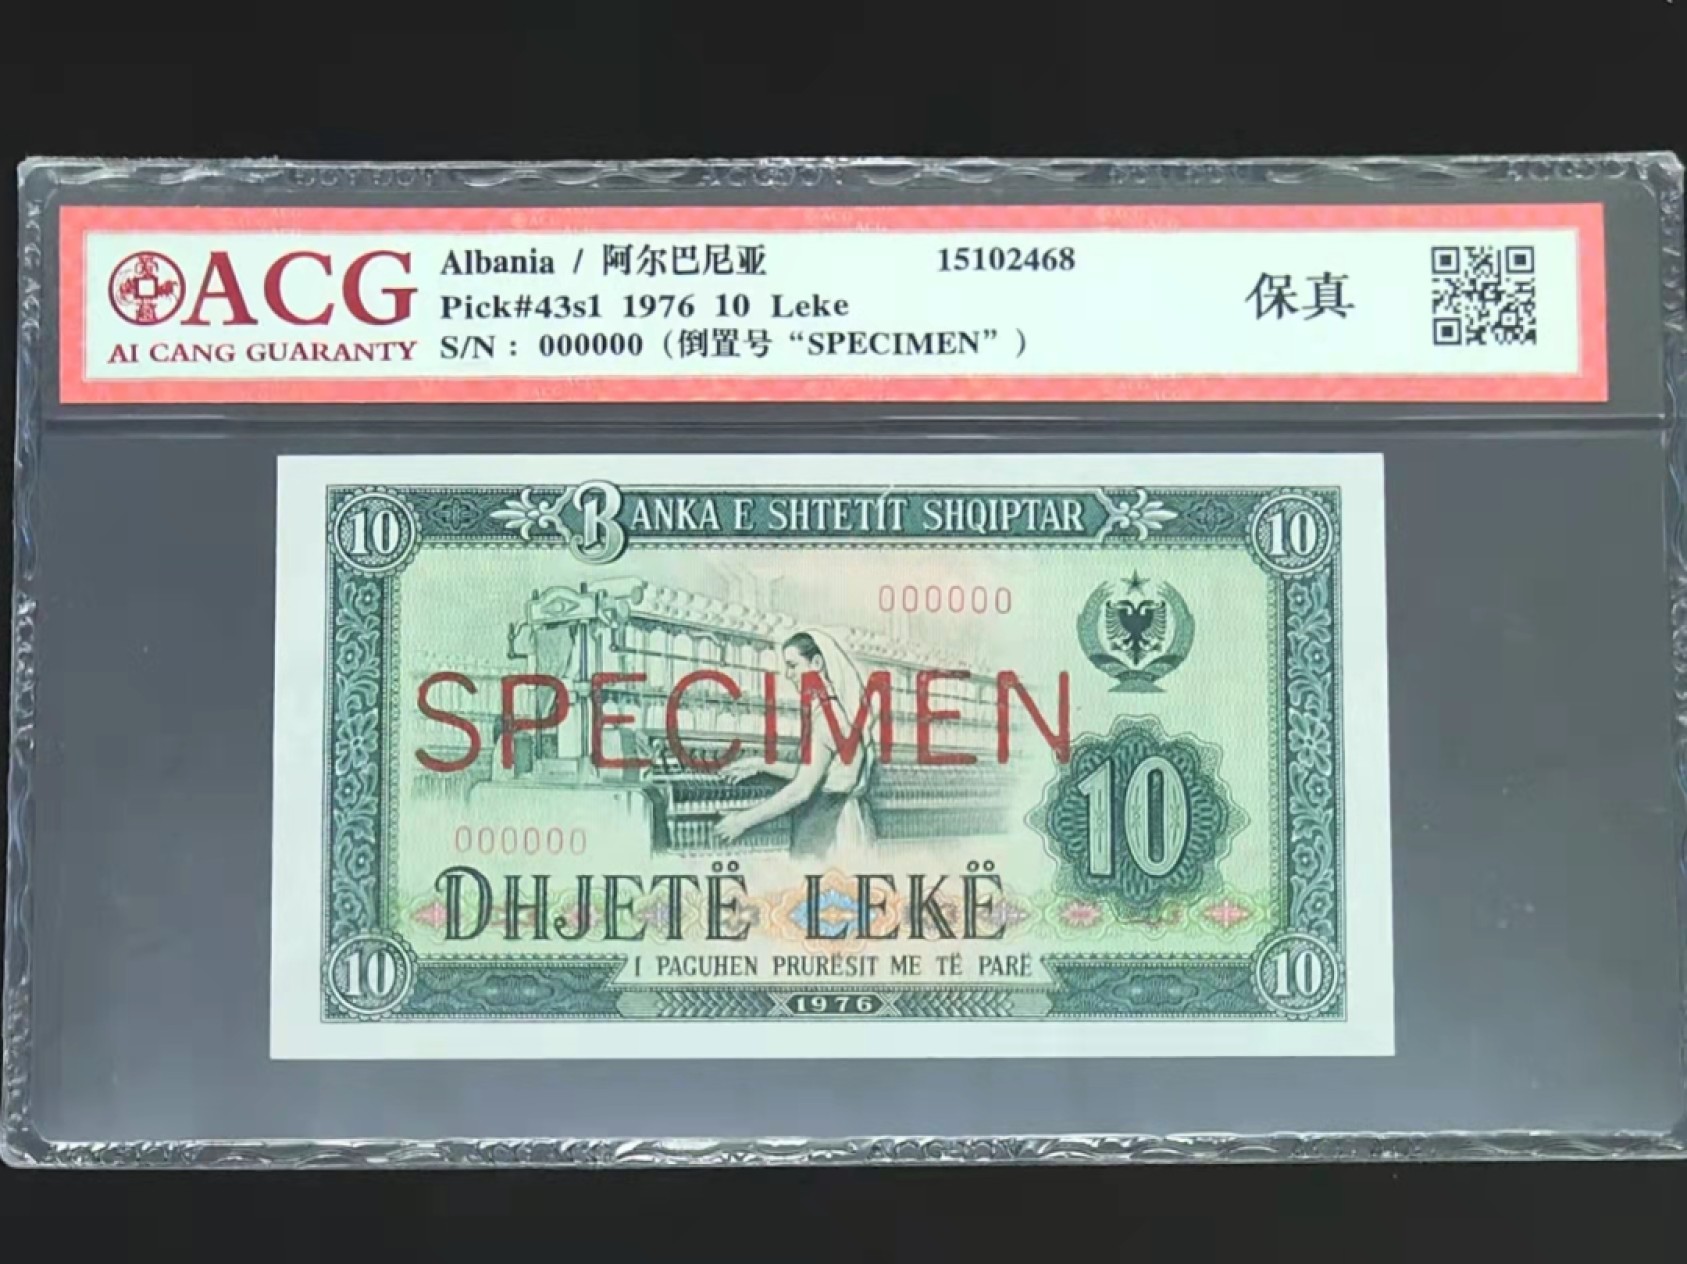 ACG
AI CANG GUARANTY
Albania / 阿尔巴尼亚 15102468
Pick#43s1 1976 10 Leke
S/N : 000000 (倒置号 “SPECIMEN” )
保真
10 BANKA E SHTETIT SHQIPTAR 10
000000
SPECIMEN
10
000000
DHJETË LEKË
10 I PAGUHEN PRURËSIT ME TË PARË 10
1976